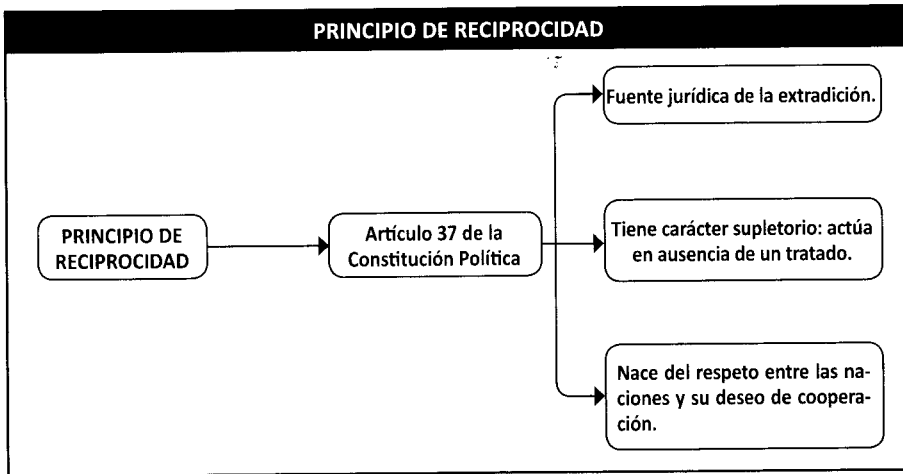 PRINCIPIO DE RECIPROCIDAD
Fuente jurídica de la extradición.
PRINCIPIO DE
RECIPROCIDAD
Artículo 37 de la
Constitución Política
Tiene carácter supletorio: actúa
en ausencia de un tratado.
Nace del respeto entre las na-
ciones y su deseo de coopera-
ción.